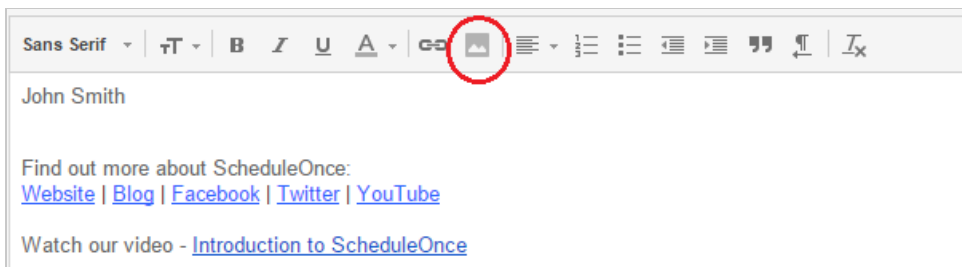 Sans Serif
John Smith
Find out more about ScheduleOnce:
Website | Blog | Facebook | Twitter | YouTube
Watch our video - Introduction to ScheduleOnce